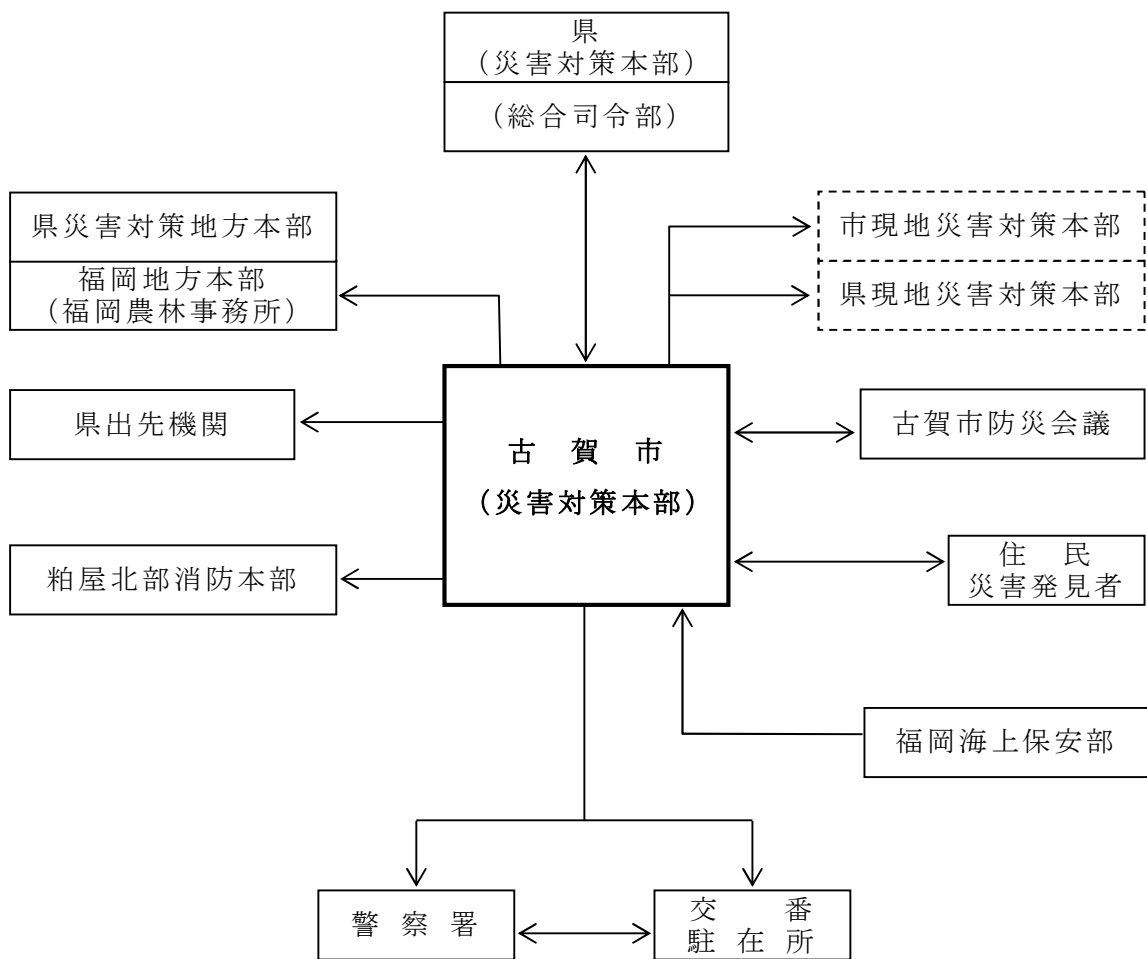 県
(災害対策本部)
(総合司令部)
県災害対策地方本部
福岡地方本部
(福岡農林事務所)
市現地災害対策本部
県現地災害対策本部
県出先機関
古賀市防災会議
古　賀　市
(災害対策本部)
粕屋北部消防本部
住　民
災害発見者
福岡海上保安部
警 察 署
交　　番
駐 在 所